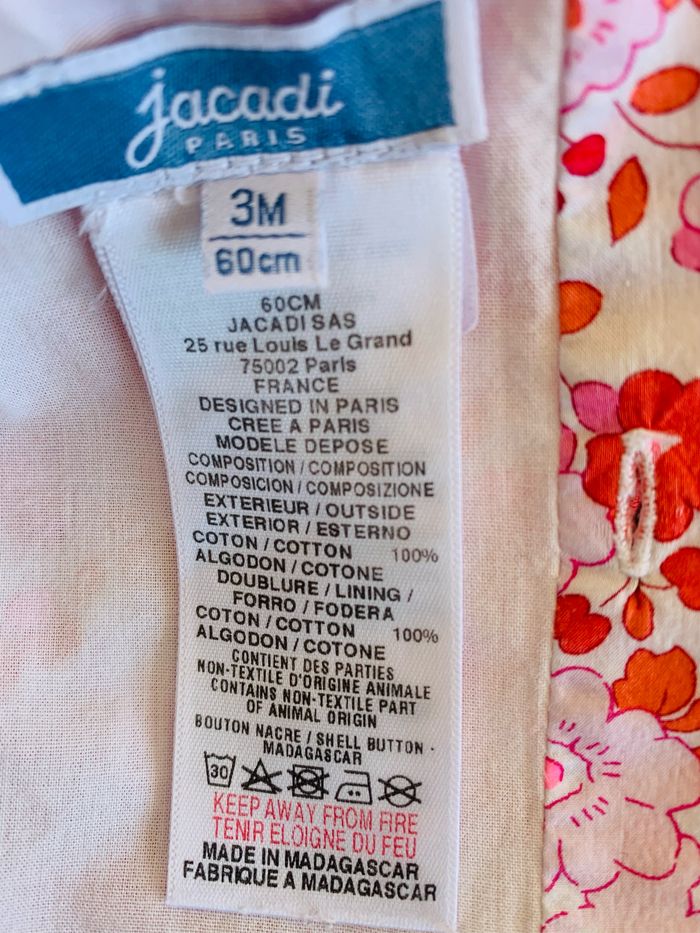 jacadi
PARIS
3M
60cm
60CM
JACADI SAS
25 rue Louis Le Grand
75002 Paris
FRANCE
DESIGNED IN PARIS
CREE A PARIS
MODELE DEPOSE
COMPOSITION / COMPOSITION
COMPOSICION / COMPOSIZIONE
EXTERIEUR / OUTSIDE
EXTERIOR / ESTERNO
COTON / COTTON 100%
ALGODON / COTONE
DOUBLURE / LINING /
FORRO / FODERA
COTON / COTTON 100%
ALGODON / COTONE
CONTIENT DES PARTIES
NON-TEXTILE D'ORIGINE ANIMALE
CONTAINS NON-TEXTILE PART
OF ANIMAL ORIGIN
BOUTON NACRE / SHELL BUTTON -
MADAGASCAR
30
KEEP AWAY FROM FIRE
TENIR ELOIGNE DU FEU
MADE IN MADAGASCAR
FABRIQUE A MADAGASCAR